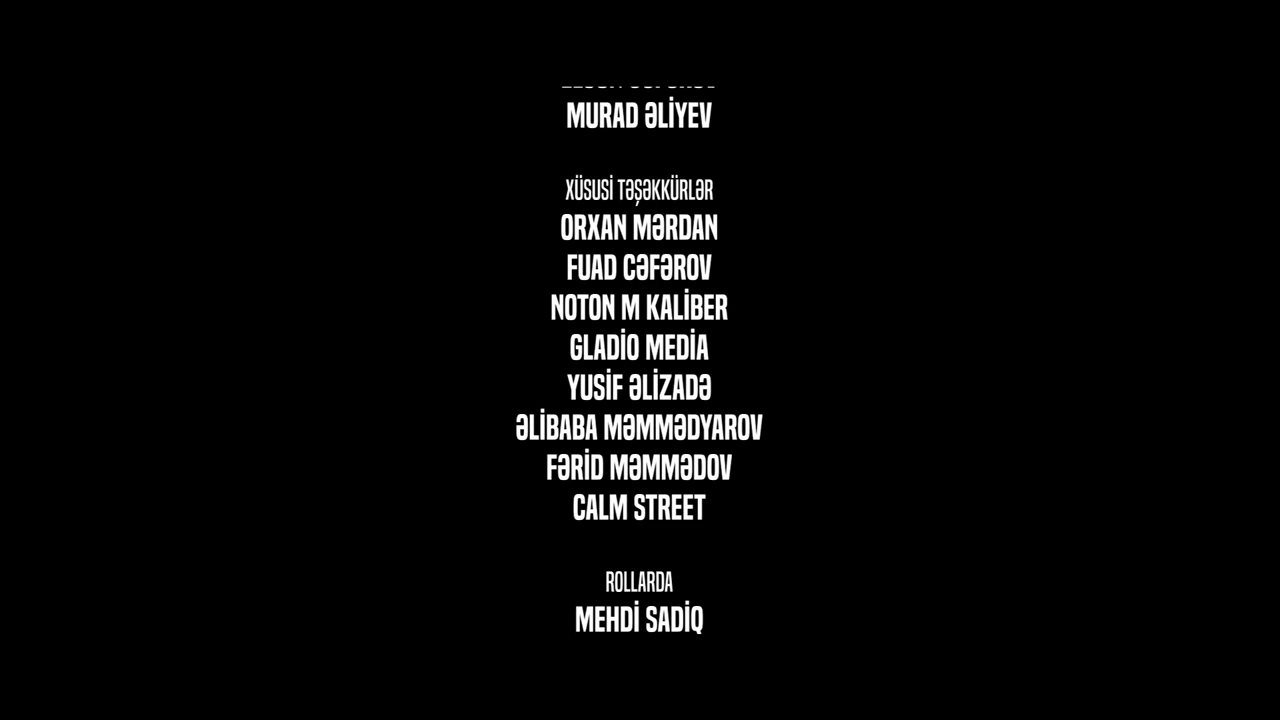 MURAD ƏLİYEV
XÜSUSİ TƏŞƏKKÜRLƏR
ORXAN MƏRDAN
FUAD CƏFƏROV
NOTON M KALİBER
GLADİO MEDİA
YUSİF ƏLİZADƏ
ƏLİBABA MƏMMƏDYAROV
FƏRİD MƏMMƏDOV
CALM STREET
ROLLARDA
MEHDİ SADİQ